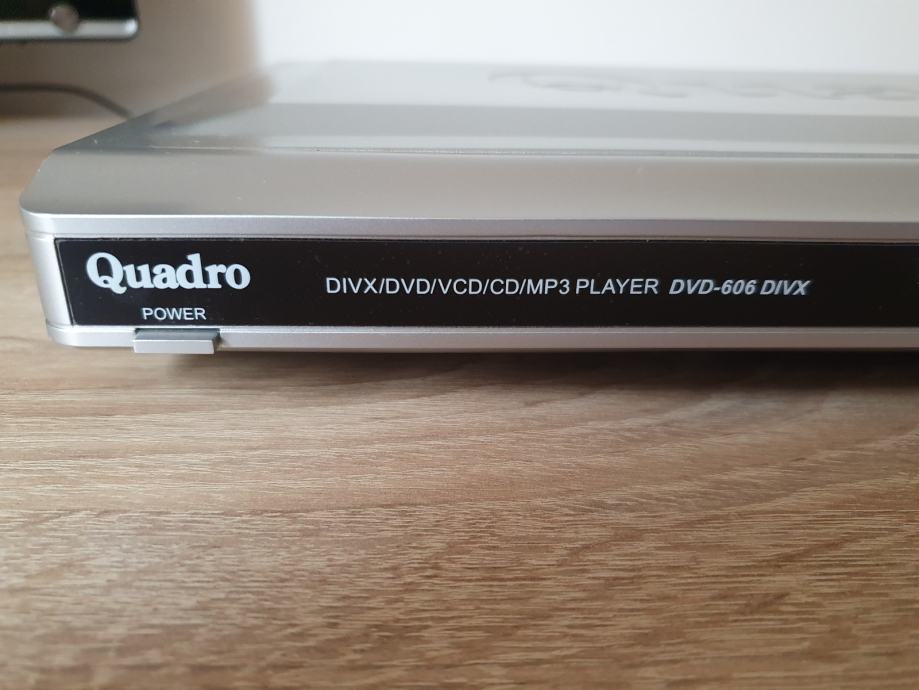 Quadro
DIVX/DVD/VCD/CD/MP3 PLAYER DVD-606 DIVX
POWER